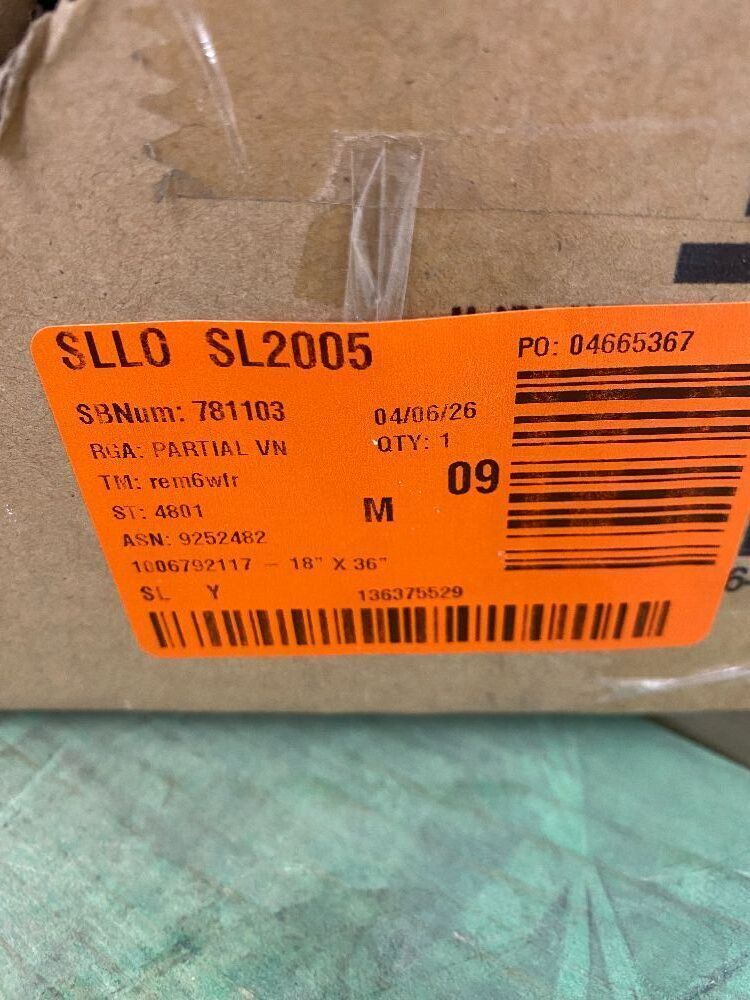 SLLO SL2005
PO: 04665367
SBNum: 781103
04/06/26
RGA: PARTIAL VN
QTY: 1
TM: rem6wfr
09
ST: 4801
M
ASN: 9252482
1006792117 - 18" X 36"
SL Y
136375529